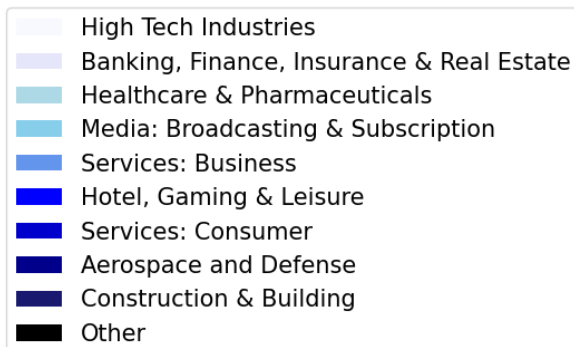 High Tech Industries
Banking, Finance, Insurance & Real Estate
Healthcare & Pharmaceuticals
Media: Broadcasting & Subscription
Services: Business
Hotel, Gaming & Leisure
Services: Consumer
Aerospace and Defense
Construction & Building
Other